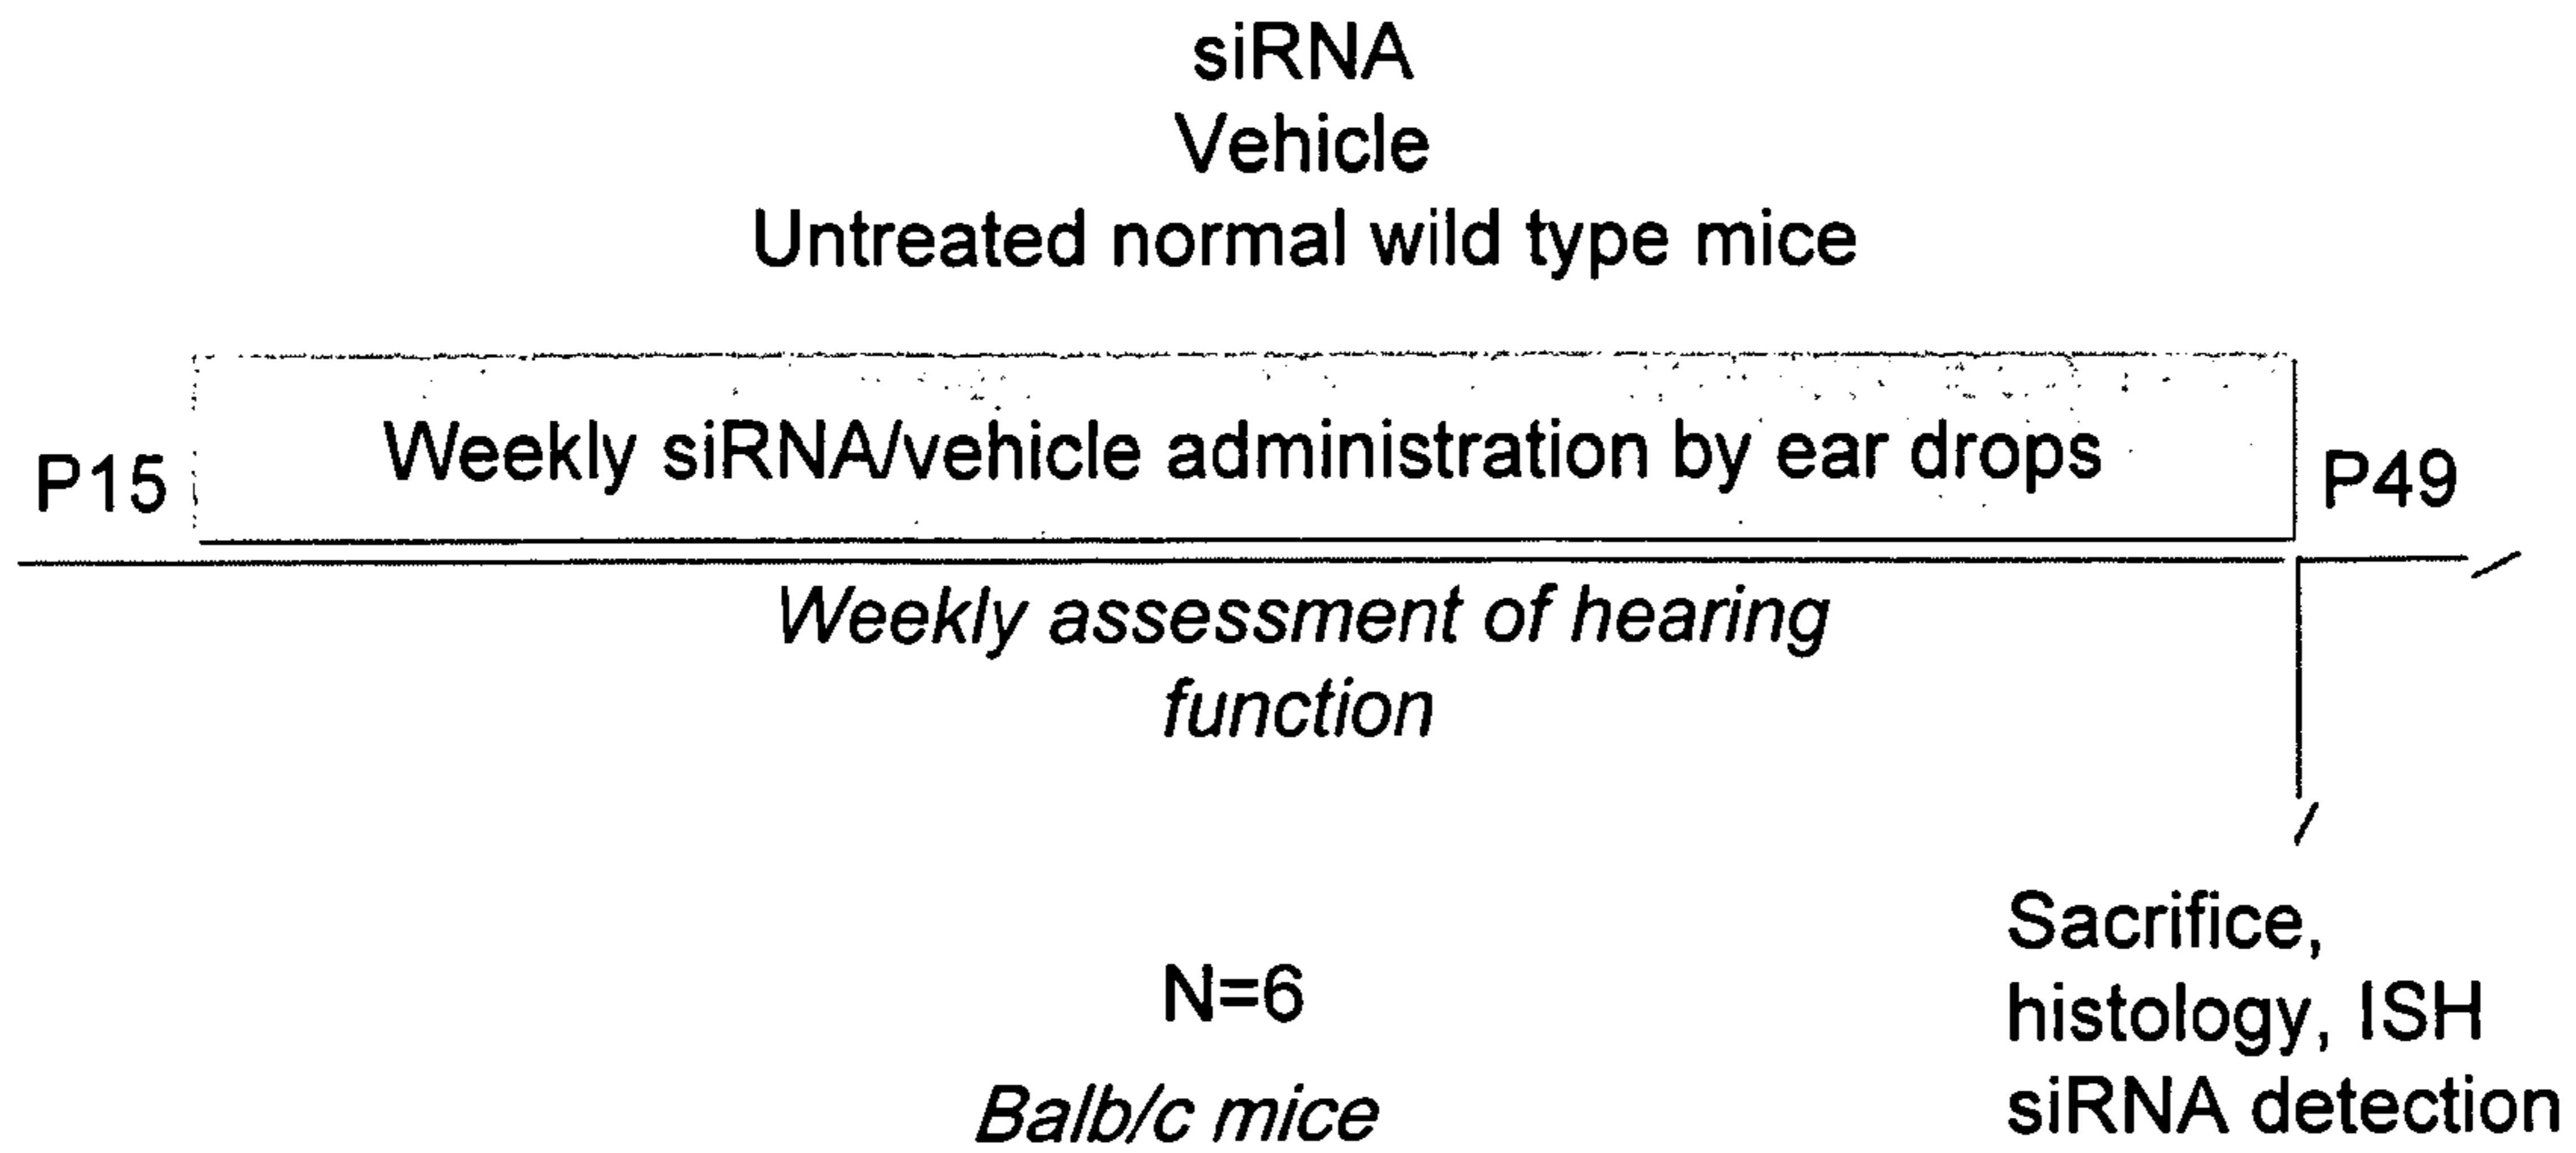 siRNA
Vehicle
Untreated normal wild type mice
Weekly siRNA/vehicle administration by ear drops
P15
P49
Weekly assessment of hearing
function
N=6
Balb/c mice
Sacrifice,
histology, ISH
siRNA detection